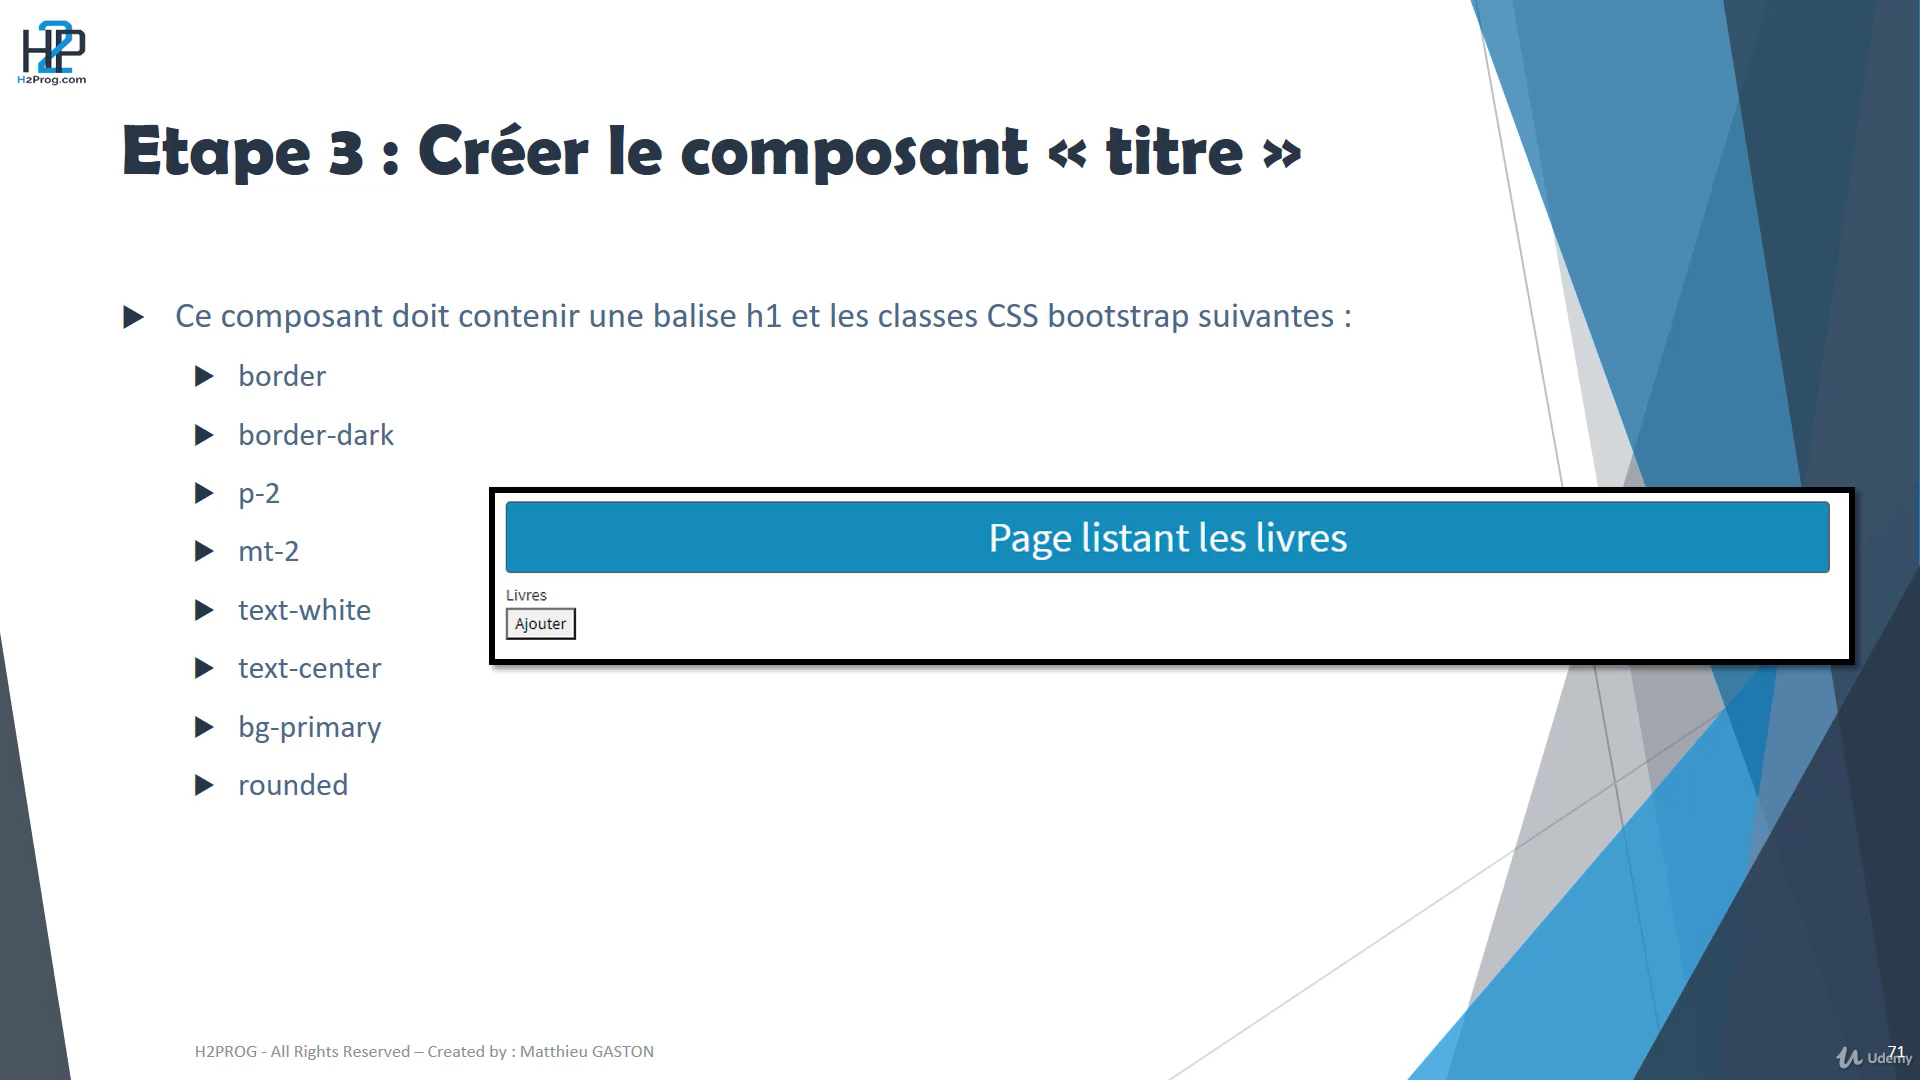 H2P
H2Prog.com
Etape 3 : Créer le composant « titre »
Ce composant doit contenir une balise h1 et les classes CSS bootstrap suivantes :
border
border-dark
p-2
mt-2
text-white
text-center
bg-primary
rounded
Page listant les livres
Livres
Ajouter
H2PROG - All Rights Reserved – Created by : Matthieu GASTON
71
Udemy